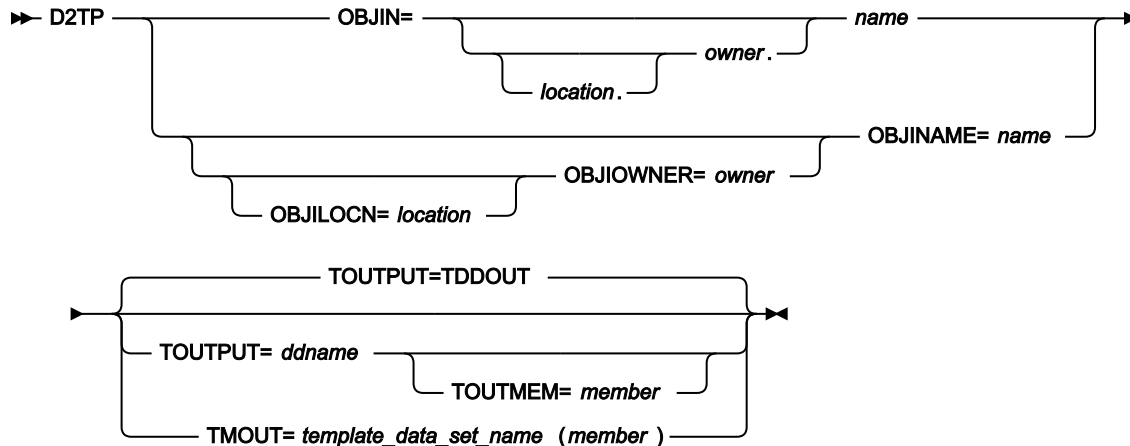 D2TP OBJIN= name
owner.
location.
OBJINAME= name
OBJIOWNER= owner
OBJILOCN= location
TOUTPUT=TDDOUT
TOUTPUT= ddname
TOUTMEM= member
TMOUT= template_data_set_name (member )